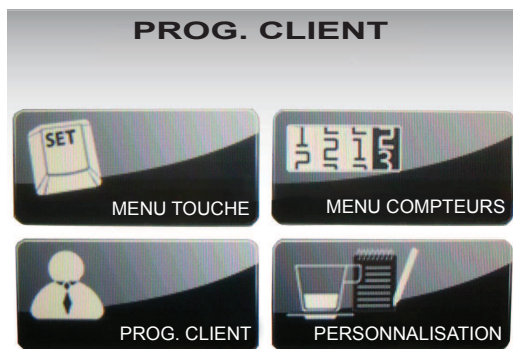 PROG. CLIENT
SET
MENU TOUCHE
MENU COMPTEURS
PROG. CLIENT
PERSONNALISATION